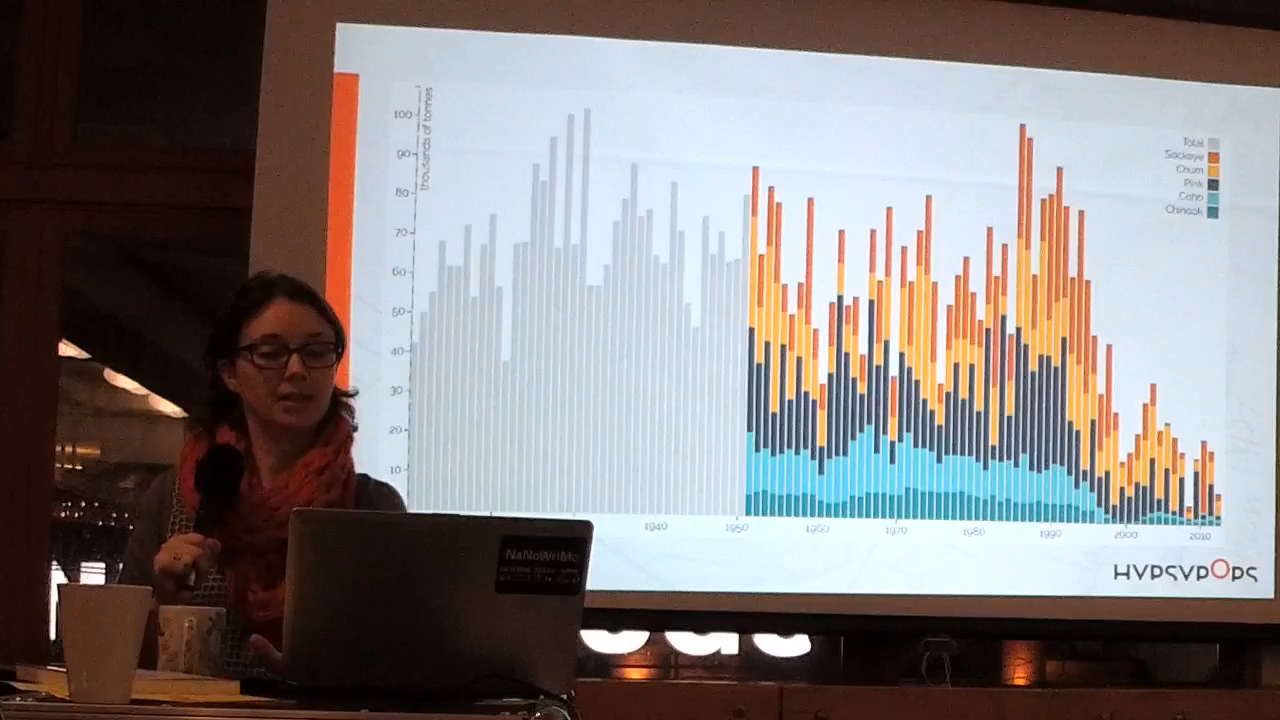 thousands of tonnes
100
90
80
70
60
50
40
30
20
10
1940
1950
1960
1970
1980
1990
2000
2010
Total
Sockeye
Chum
Pink
Coho
Chinook
HYPSYPOPS
NaNoWriMo